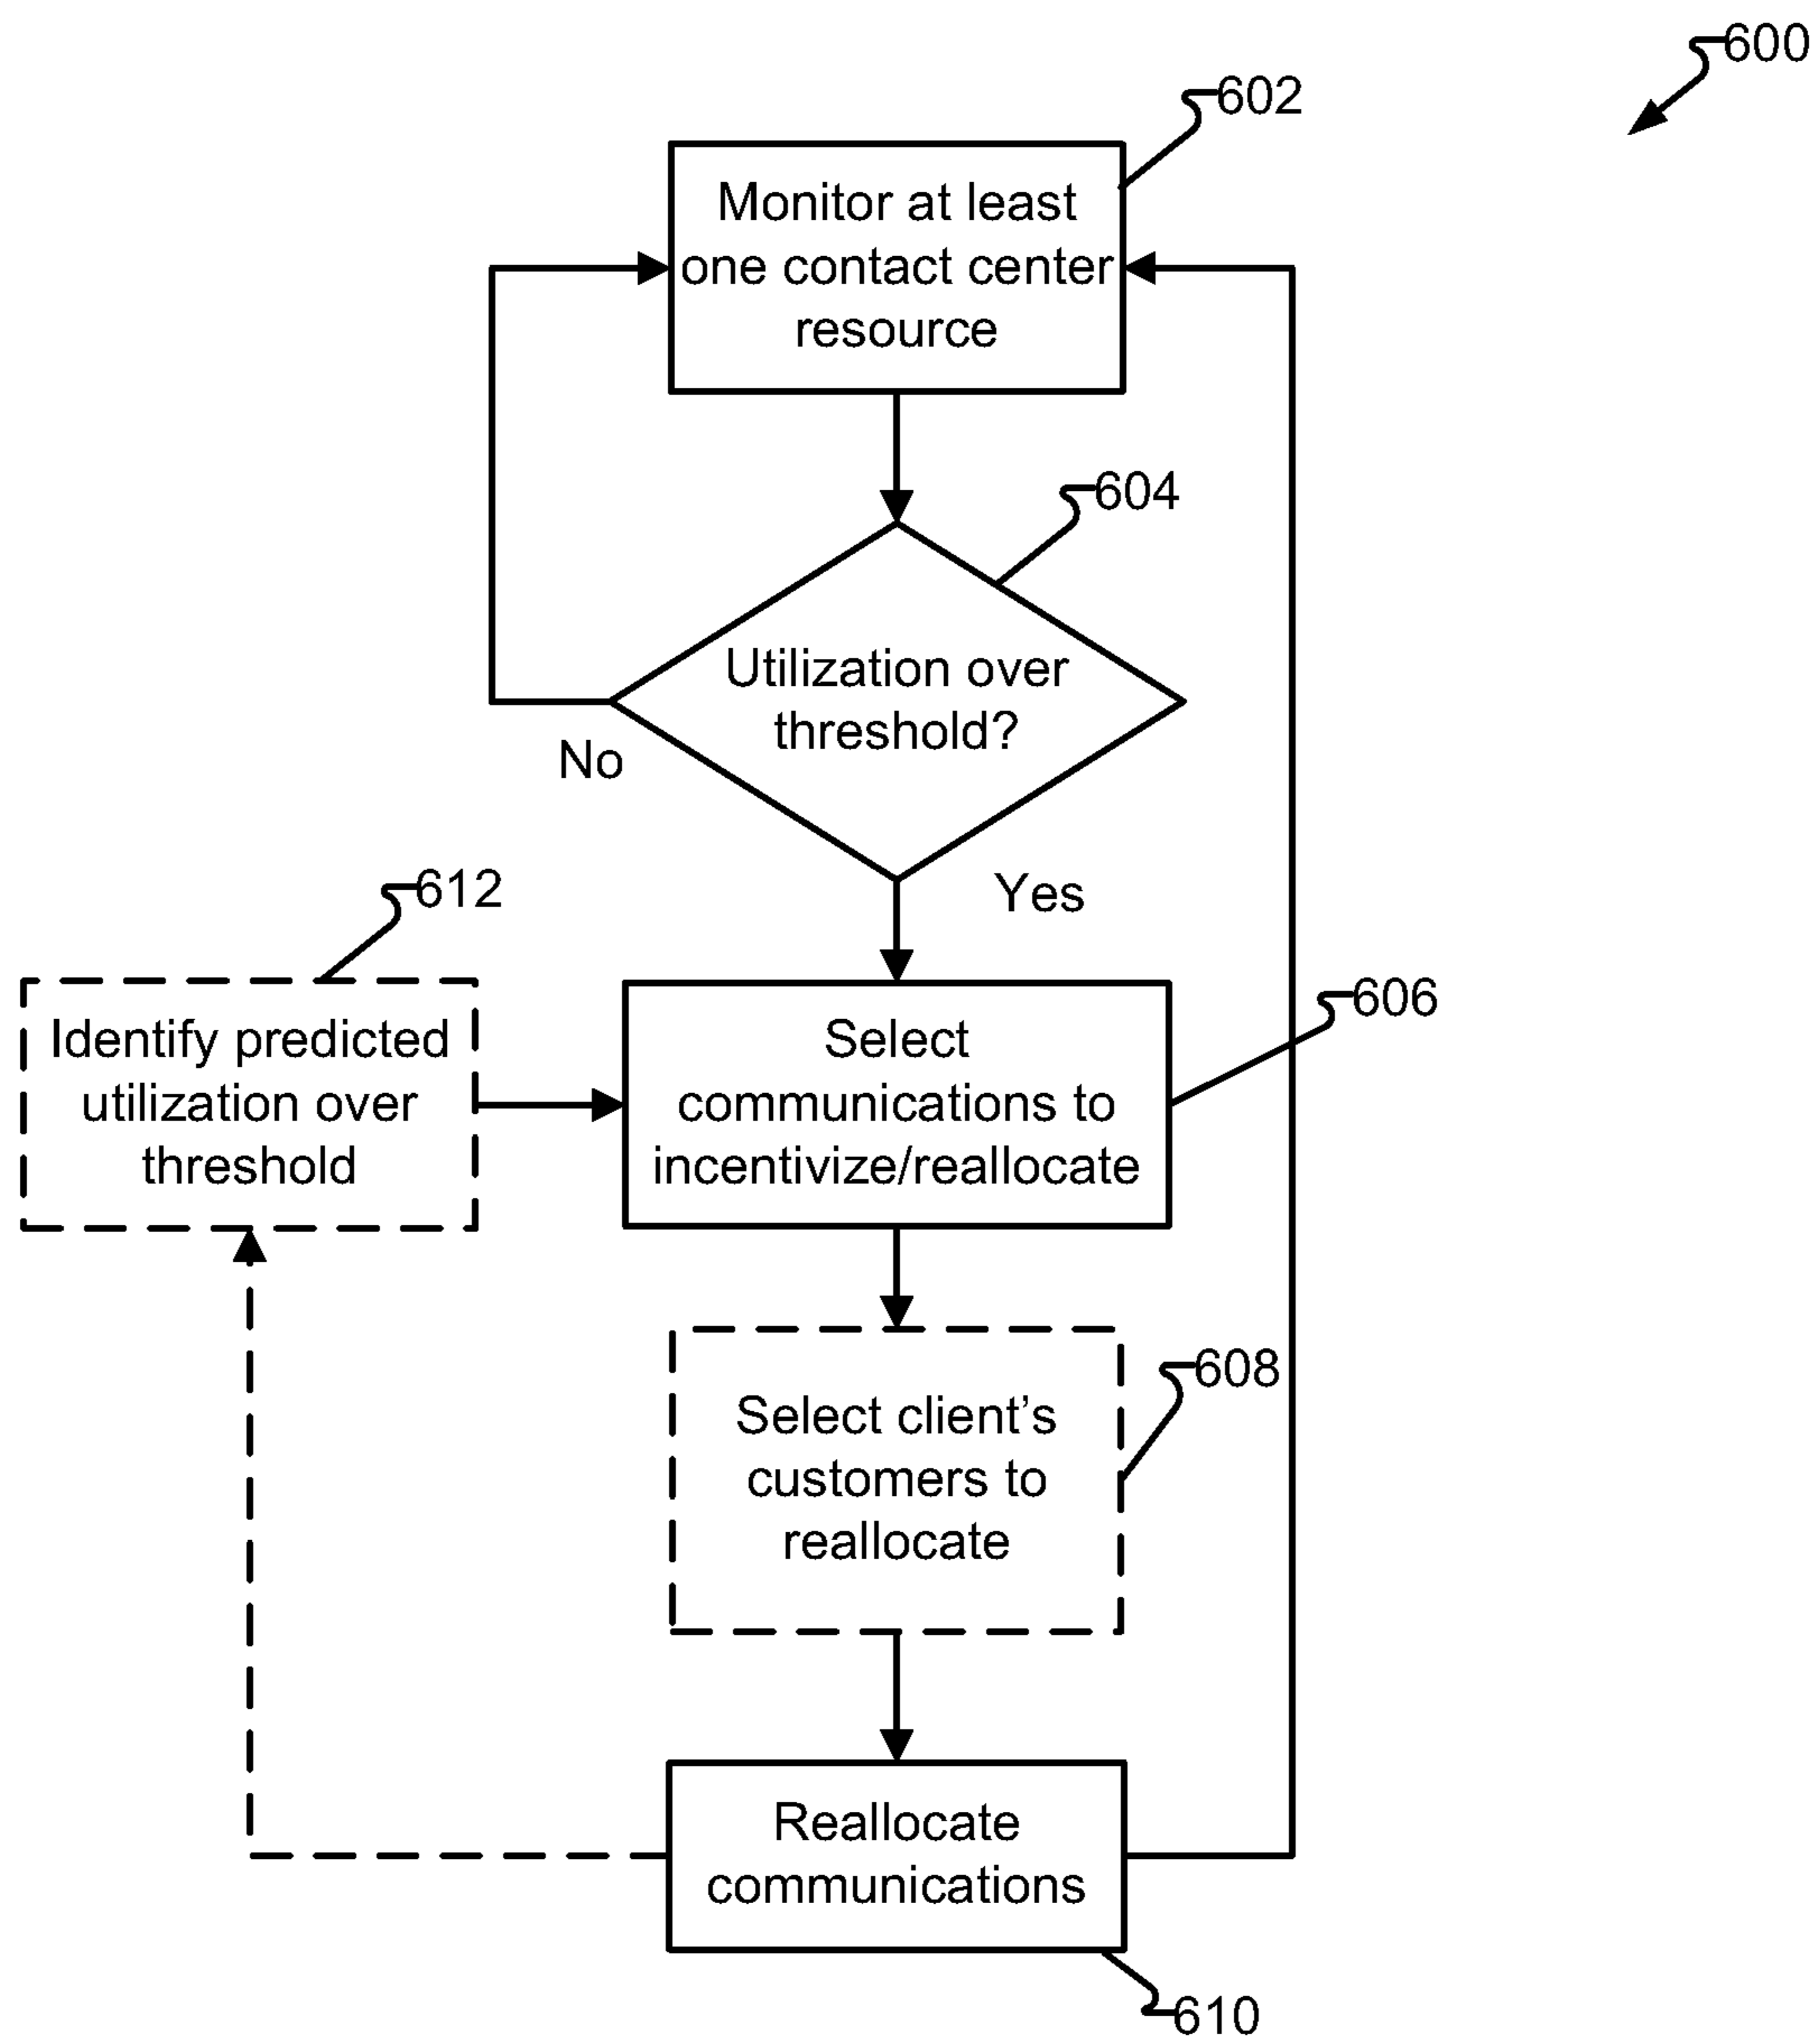 600
602
Monitor at least
one contact center
resource
604
Utilization over
threshold?
No
Yes
612
Identify predicted
utilization over
threshold
606
Select
communications to
incentivize/reallocate
608
Select client’s
customers to
reallocate
Reallocate
communications
610